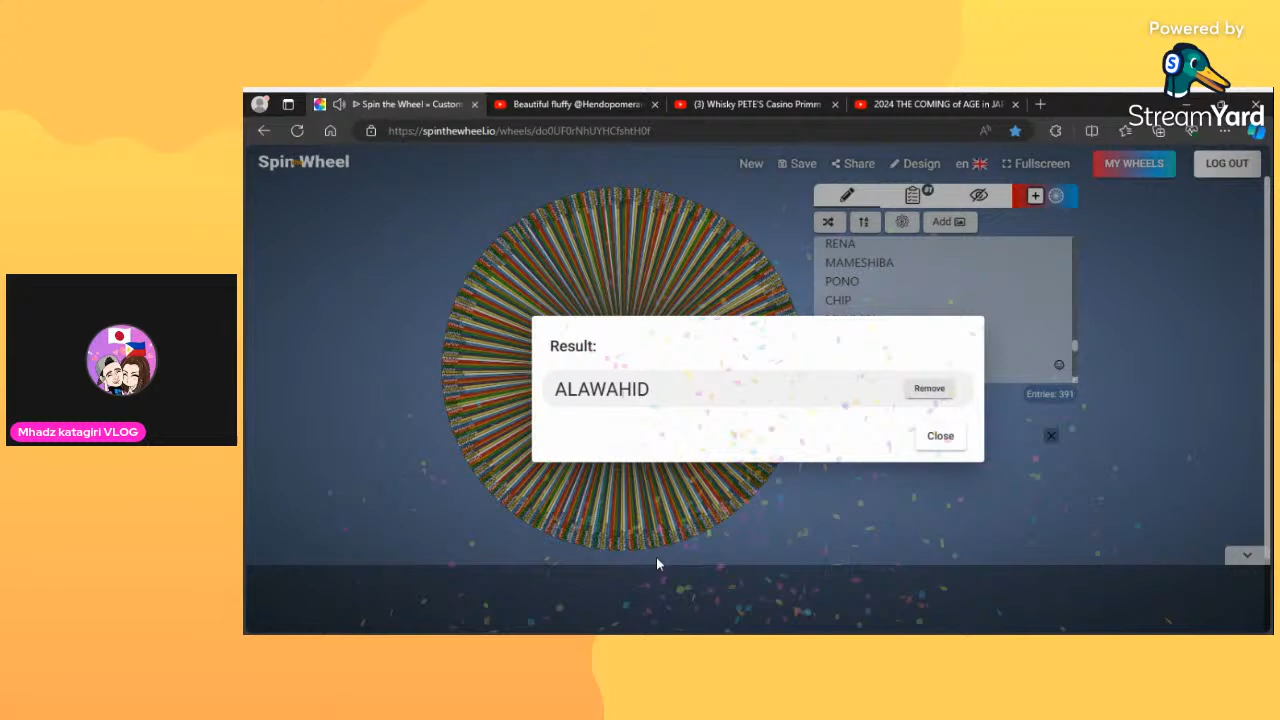 Powered by
StreamYard
Spin the Wheel - Custom
Beautiful fluffy @Hendopomera
(3) Whisky PETE'S Casino Primm
2024 THE COMING of AGE in JA
https://spinthewheel.io/wheels/do0UF0rNhUYHCfshtH0f
Spin Wheel
New
Save
Share
Design
en
Fullscreen
MY WHEELS
LOG OUT
Add
RENA
MAMESHIBA
PONO
CHIP
Result:
ALAWAHID
Remove
Close
Entries: 391
Mhadz katagiri VLOG